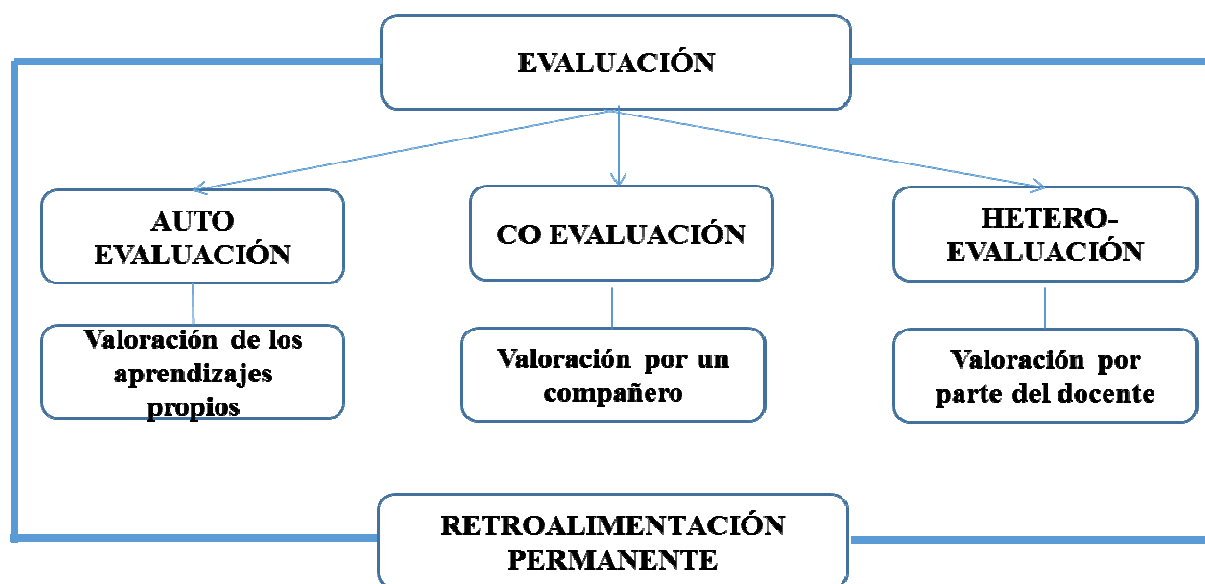 EVALUACIÓN
AUTO
EVALUACIÓN
CO EVALUACIÓN
HETERO-
EVALUACIÓN
Valoración de los
aprendizajes
propios
Valoración por un
compañero
Valoración por
parte del docente
RETROALIMENTACIÓN
PERMANENTE